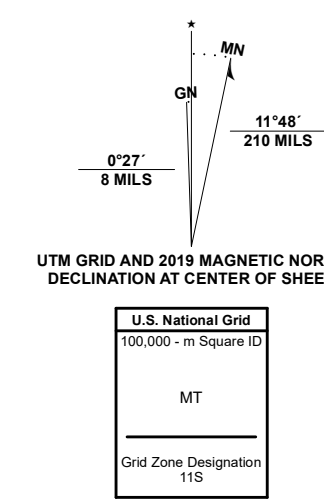 ★
MN
GN
11°48´
210 MILS
0°27´
8 MILS
UTM GRID AND 2019 MAGNETIC NOR
DECLINATION AT CENTER OF SHEE
U.S. National Grid
100,000 - m Square ID
MT
Grid Zone Designation
11S